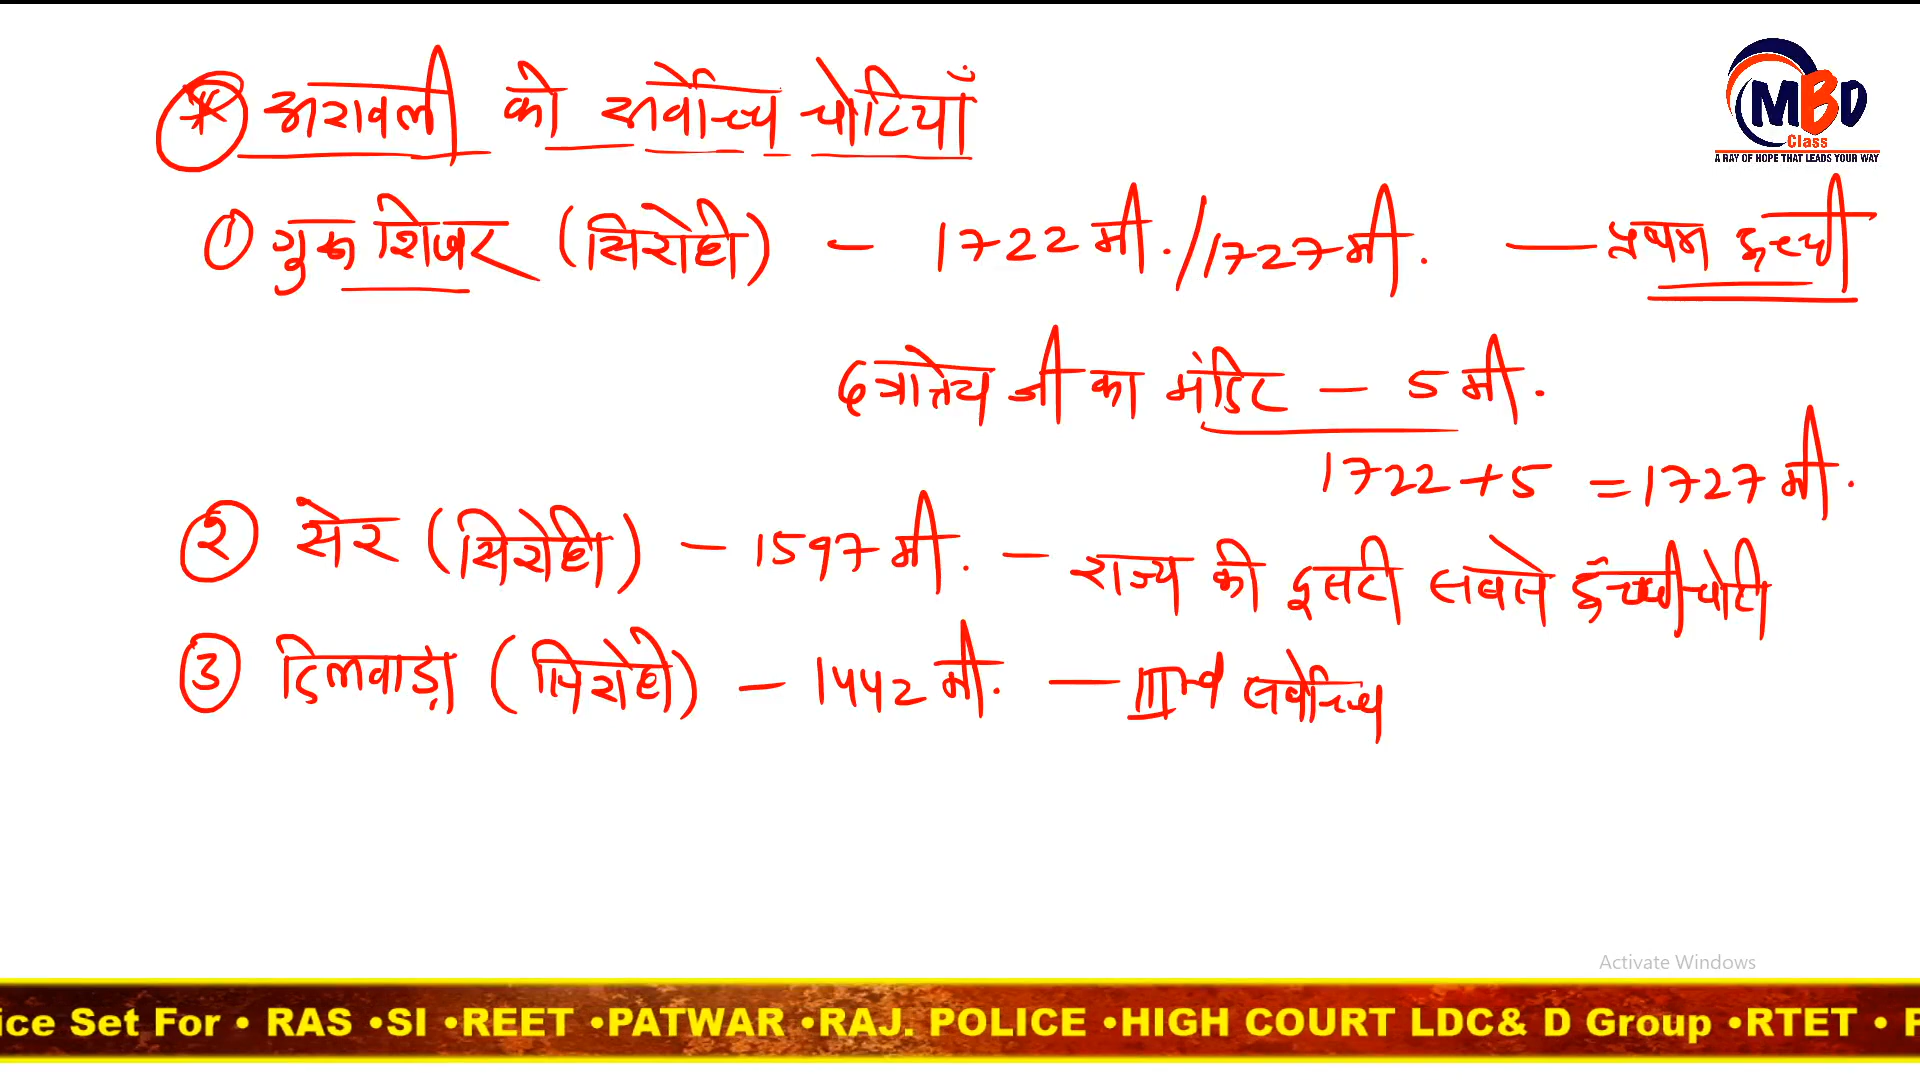 * अरावली की सर्वोच्च चोटियाँ
MBD
Class
A RAY OF HOPE THAT LEADS YOUR WAY
① गुरू शिखर (सिरोही) - 1722 मी. / 1727 मी. — प्रथम ऊँची
दत्रातेय जी का मंदिर - 5 मी.
1722 + 5 = 1727 मी.
② सेर (सिरोही) - 1597 मी. - राज्य की दुसरी सबसे ऊँची चोटी
③ दिलवाड़ा (सिरोही) - 1442 मी. - सर्वोच्च
Activate Windows
ice Set For • RAS •SI •REET •PATWAR •RAJ. POLICE •HIGH COURT LDC& D Group •RTET •